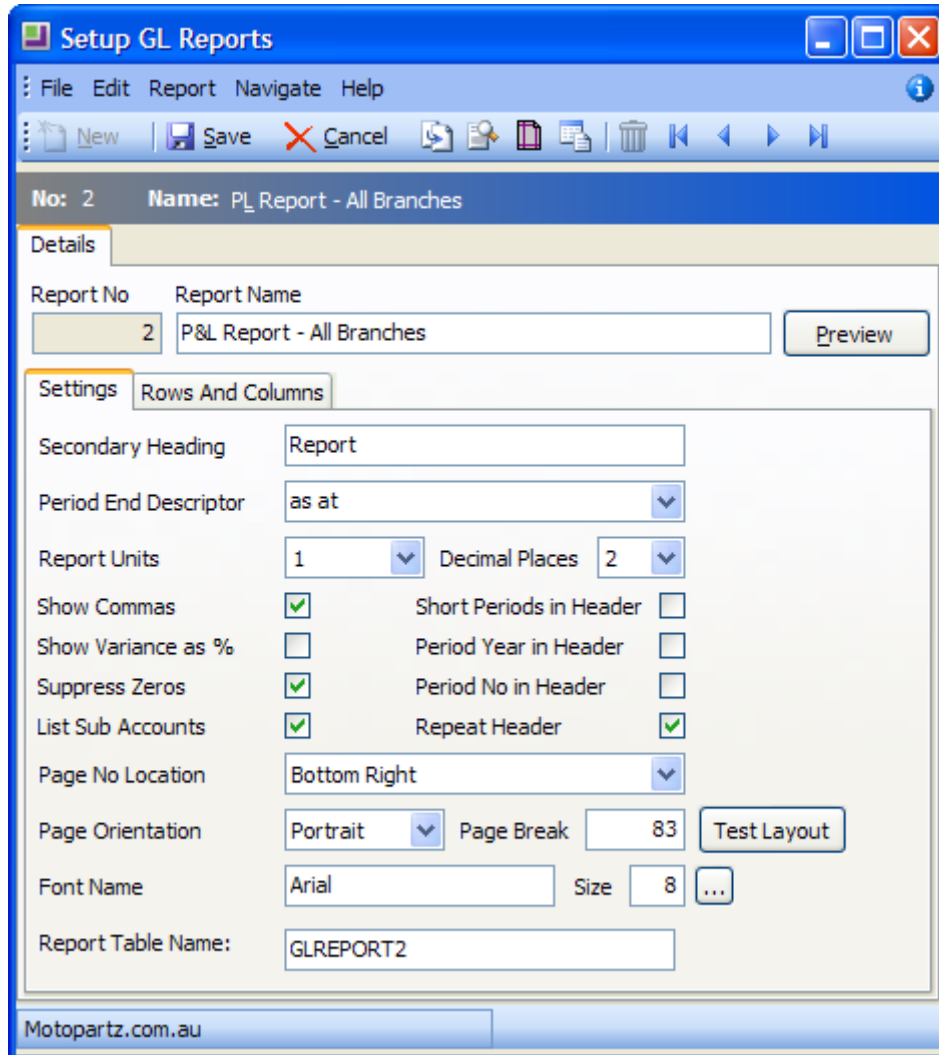 Setup GL Reports
File Edit Report Navigate Help
New Save Cancel
No: 2 Name: PL Report - All Branches
Details
Report No Report Name
2 P&L Report - All Branches Preview
Settings Rows And Columns
Secondary Heading Report
Period End Descriptor as at
Report Units 1 Decimal Places 2
Show Commas Short Periods in Header
Show Variance as % Period Year in Header
Suppress Zeros Period No in Header
List Sub Accounts Repeat Header
Page No Location Bottom Right
Page Orientation Portrait Page Break 83 Test Layout
Font Name Arial Size 8 ...
Report Table Name: GLREPORT2
Motopartz.com.au